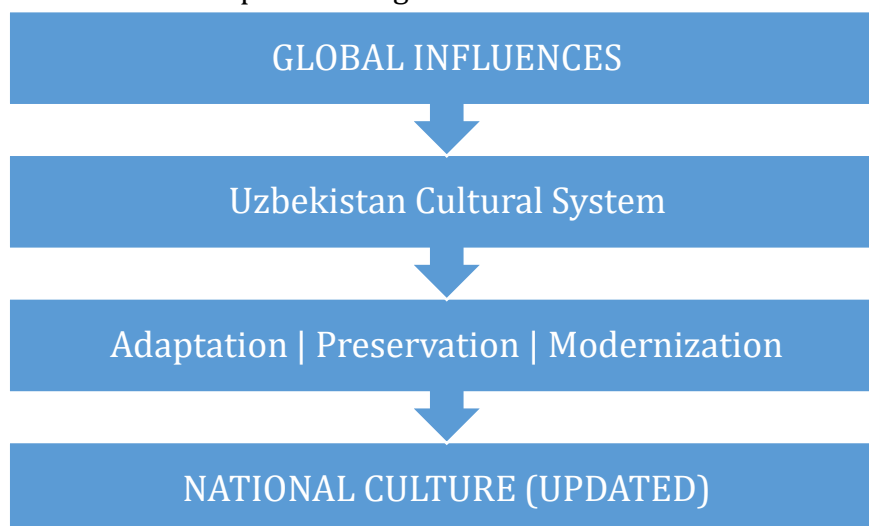 GLOBAL INFLUENCES
Uzbekistan Cultural System
Adaptation | Preservation | Modernization
NATIONAL CULTURE (UPDATED)